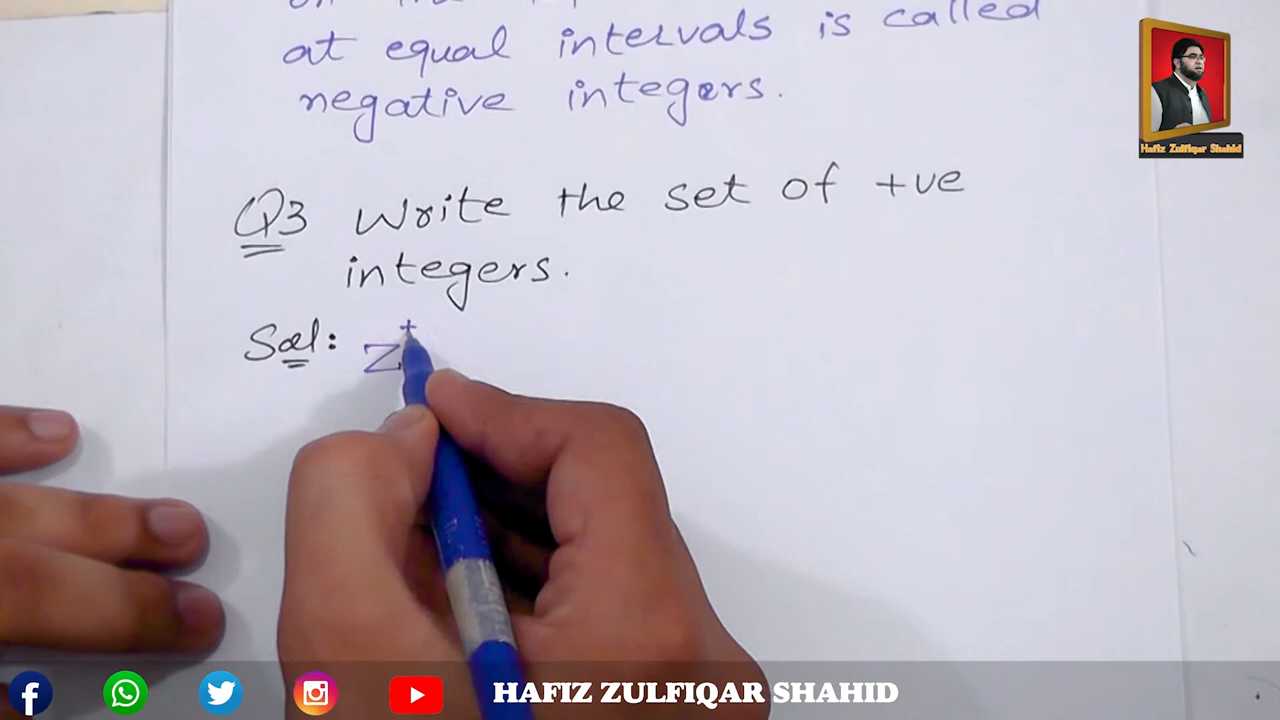 at equal intervals is called
negative integers.
Q3 Write the set of +ve
integers.
Sol: Z+
Hafiz Zulfiqar Shahid
HAFIZ ZULFIQAR SHAHID